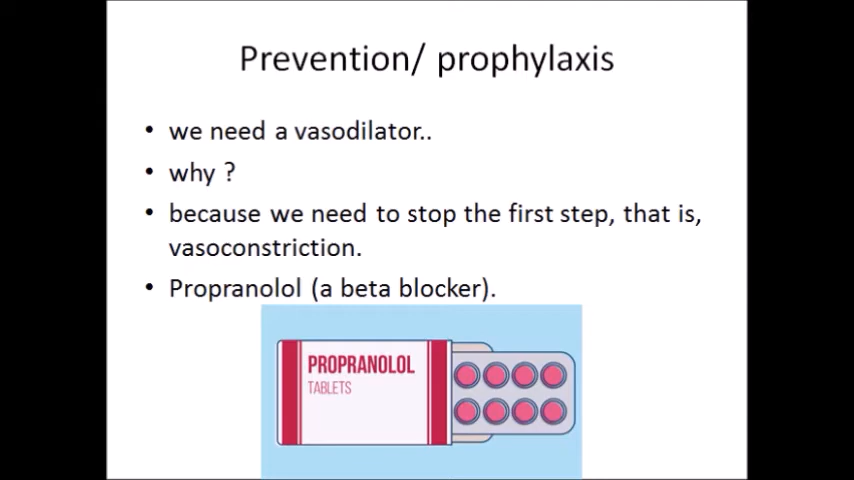 Prevention/ prophylaxis
• we need a vasodilator..
• why ?
• because we need to stop the first step, that is,
vasoconstriction.
• Propranolol (a beta blocker).
PROPRANOLOL
TABLETS